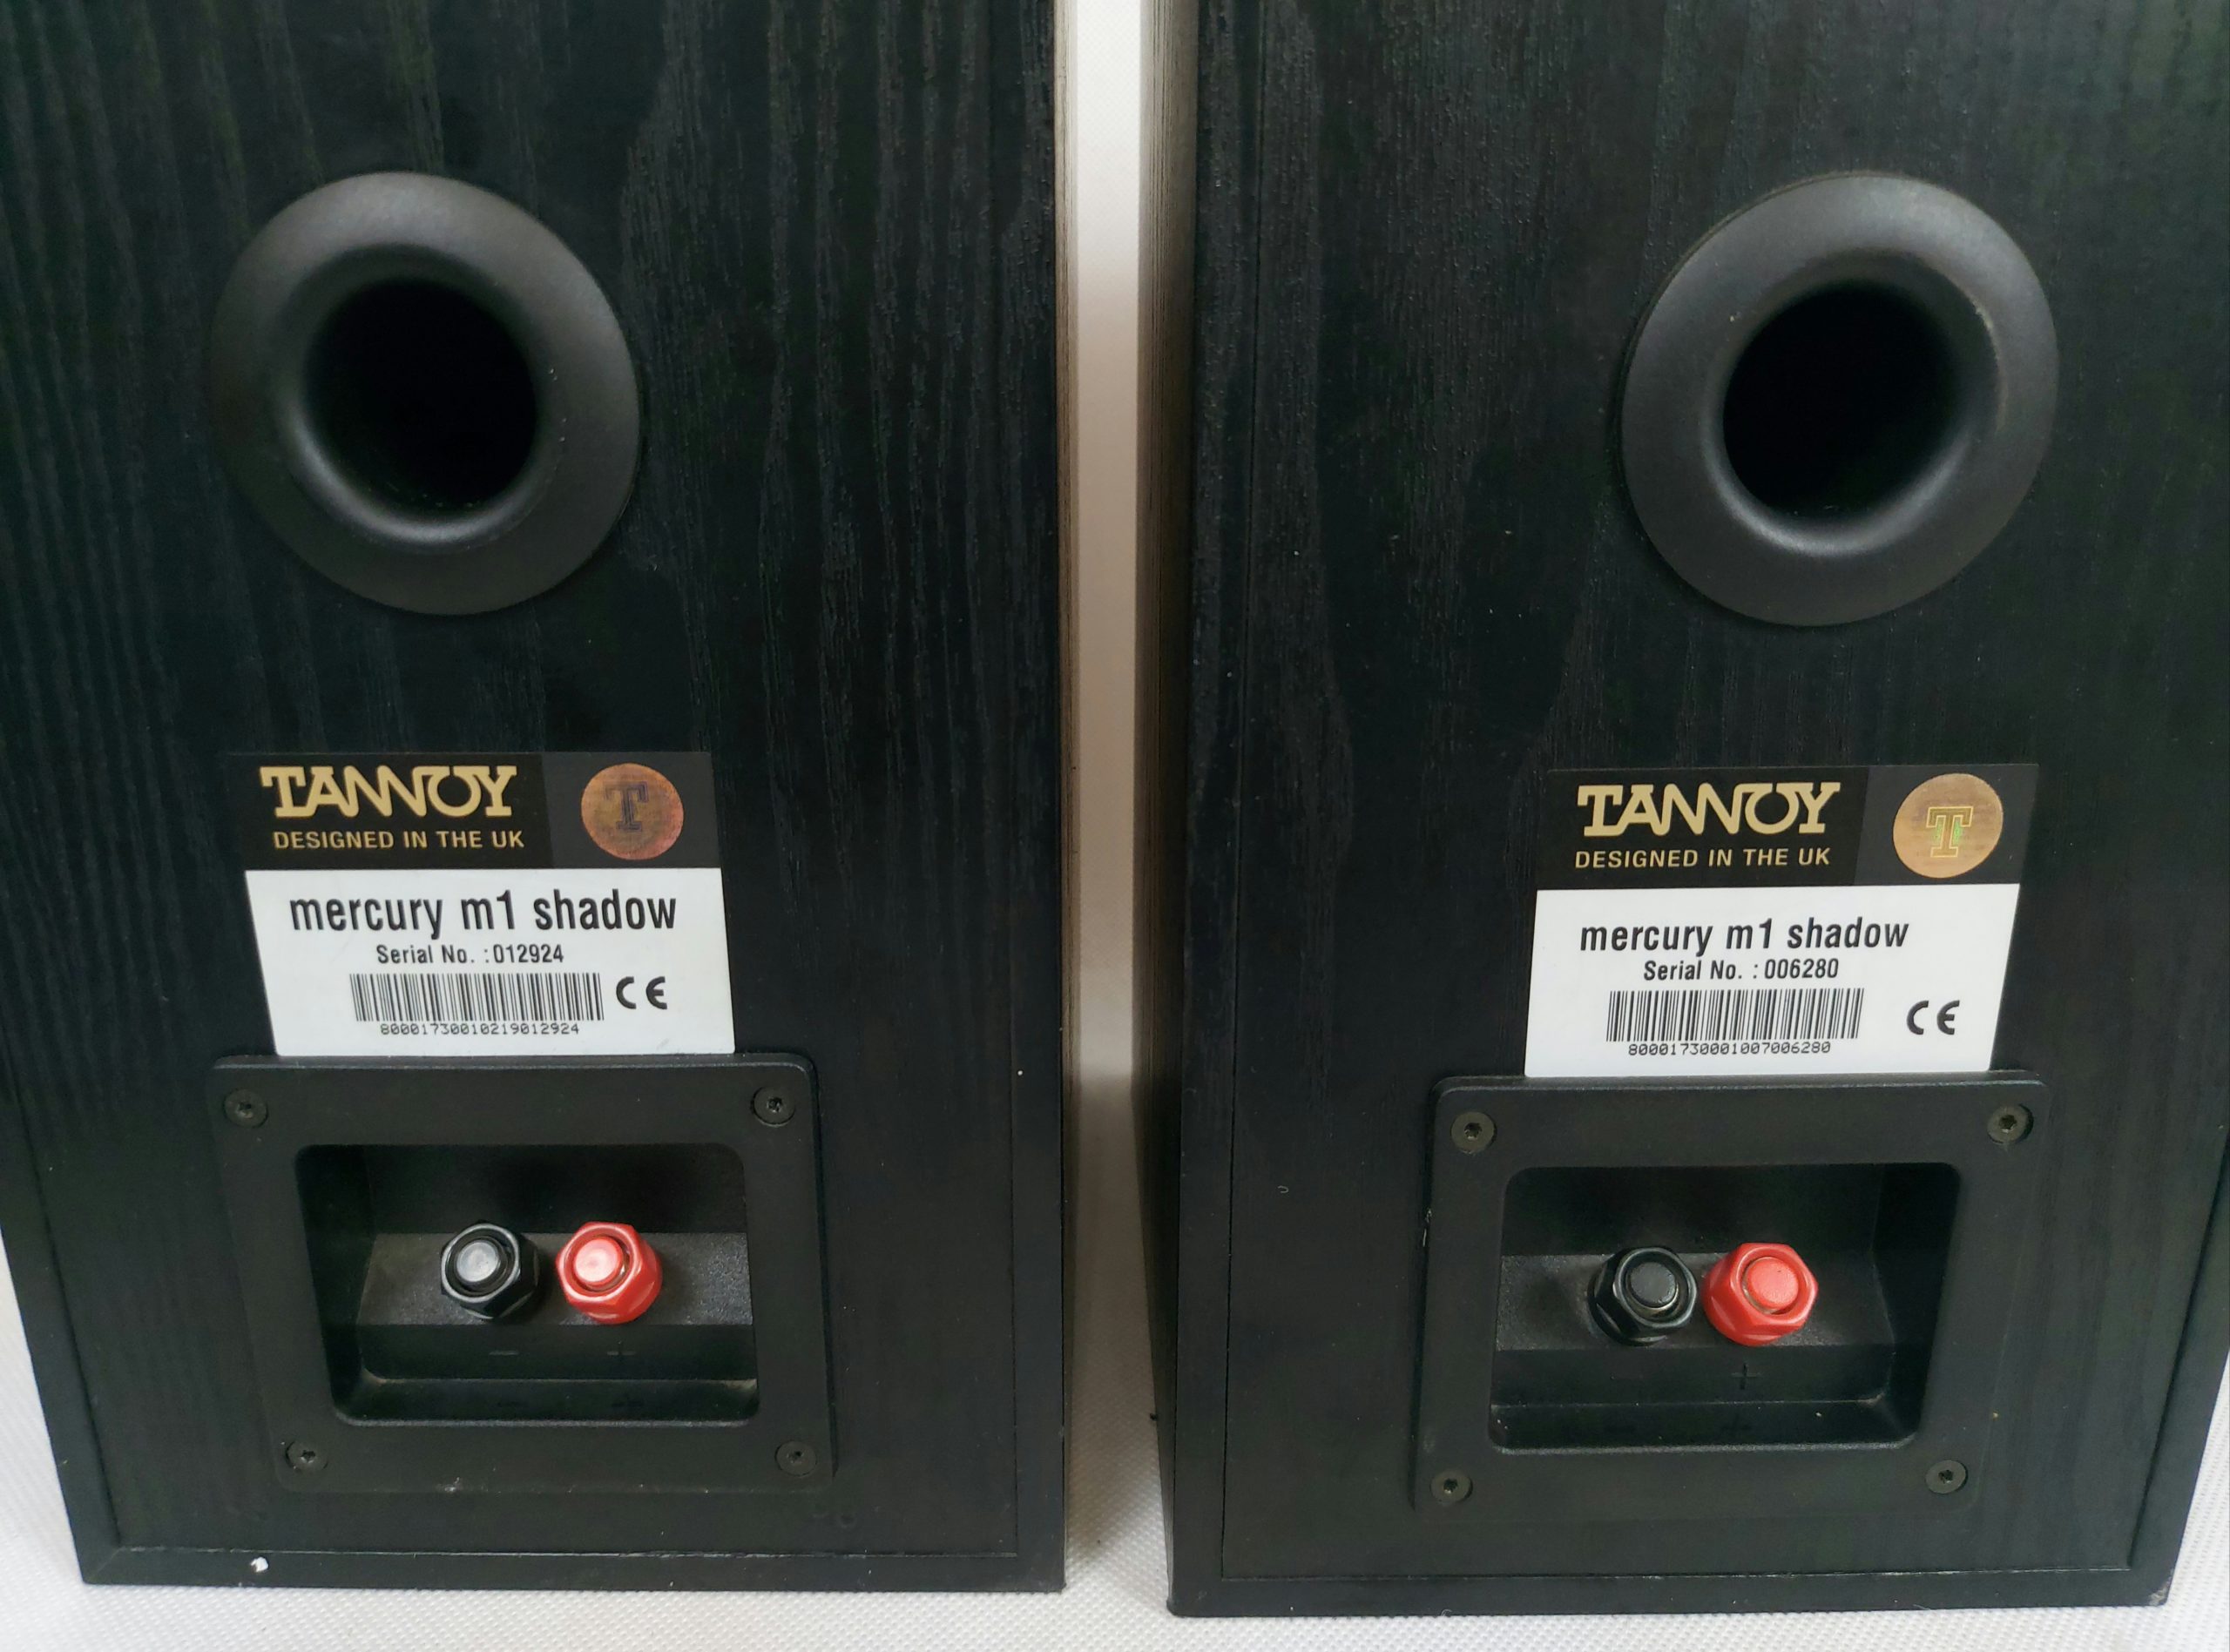 TANNOY
DESIGNED IN THE UK
T
mercury m1 shadow
Serial No. :012924
CE
80001730010219012924
− +
TANNOY
DESIGNED IN THE UK
T
mercury m1 shadow
Serial No. : 006280
CE
80001730001007006280
+